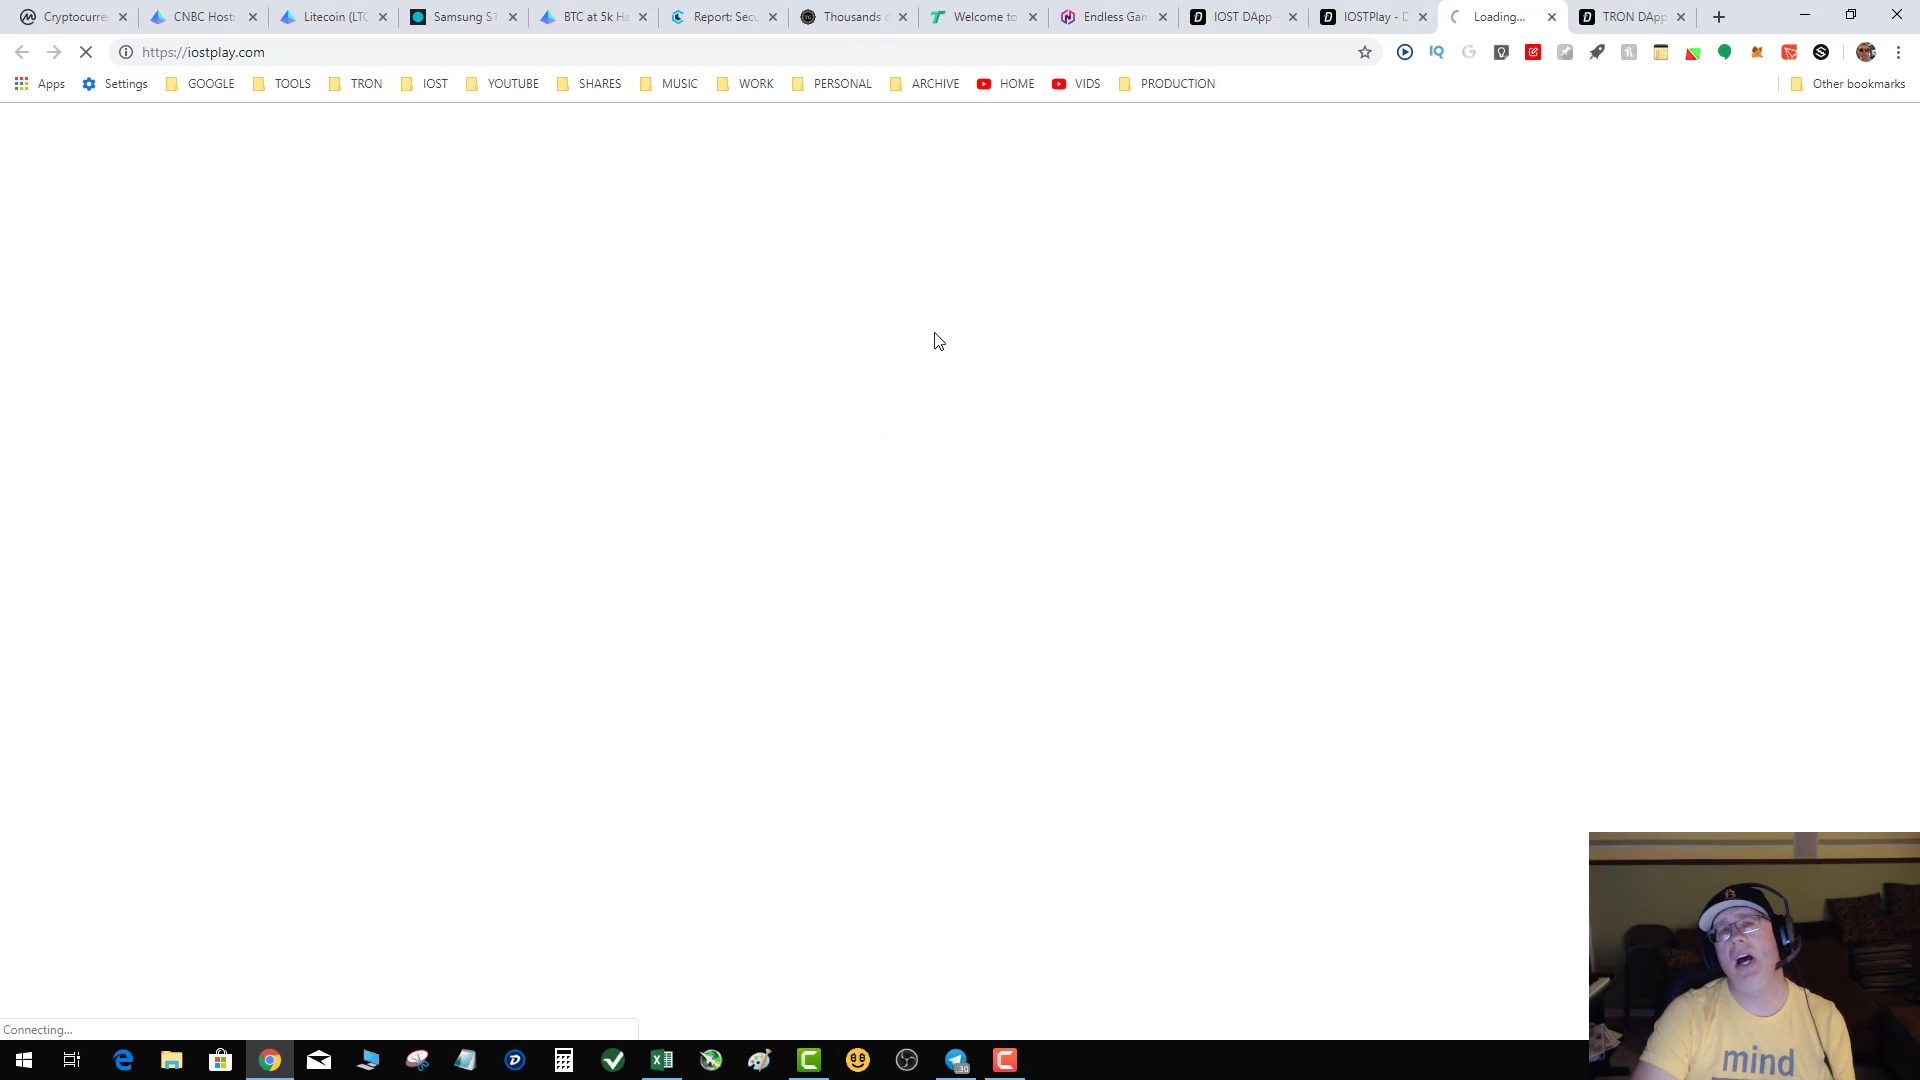 Cryptocurre
CNBC Host:
Litecoin (LTC
Samsung S1
BTC at 5k Ha
Report: Secu
Thousands o
Welcome to
Endless Gam
IOST DApp
IOSTPlay - D
Loading...
TRON DApp
https://iostplay.com
Apps
Settings
GOOGLE
TOOLS
TRON
IOST
YOUTUBE
SHARES
MUSIC
WORK
PERSONAL
ARCHIVE
HOME
VIDS
PRODUCTION
Other bookmarks
mind
Connecting...
30